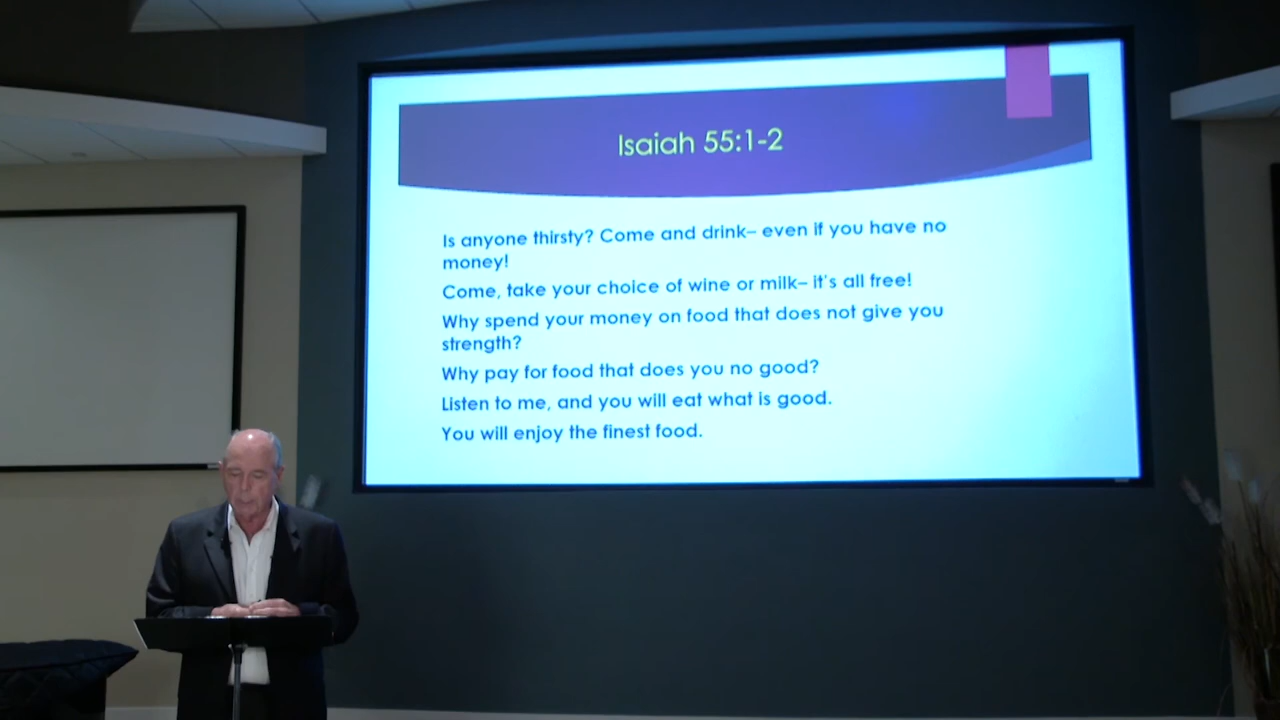 Isaiah 55:1-2
Is anyone thirsty? Come and drink– even if you have no
money!
Come, take your choice of wine or milk– it's all free!
Why spend your money on food that does not give you
strength?
Why pay for food that does you no good?
Listen to me, and you will eat what is good.
You will enjoy the finest food.